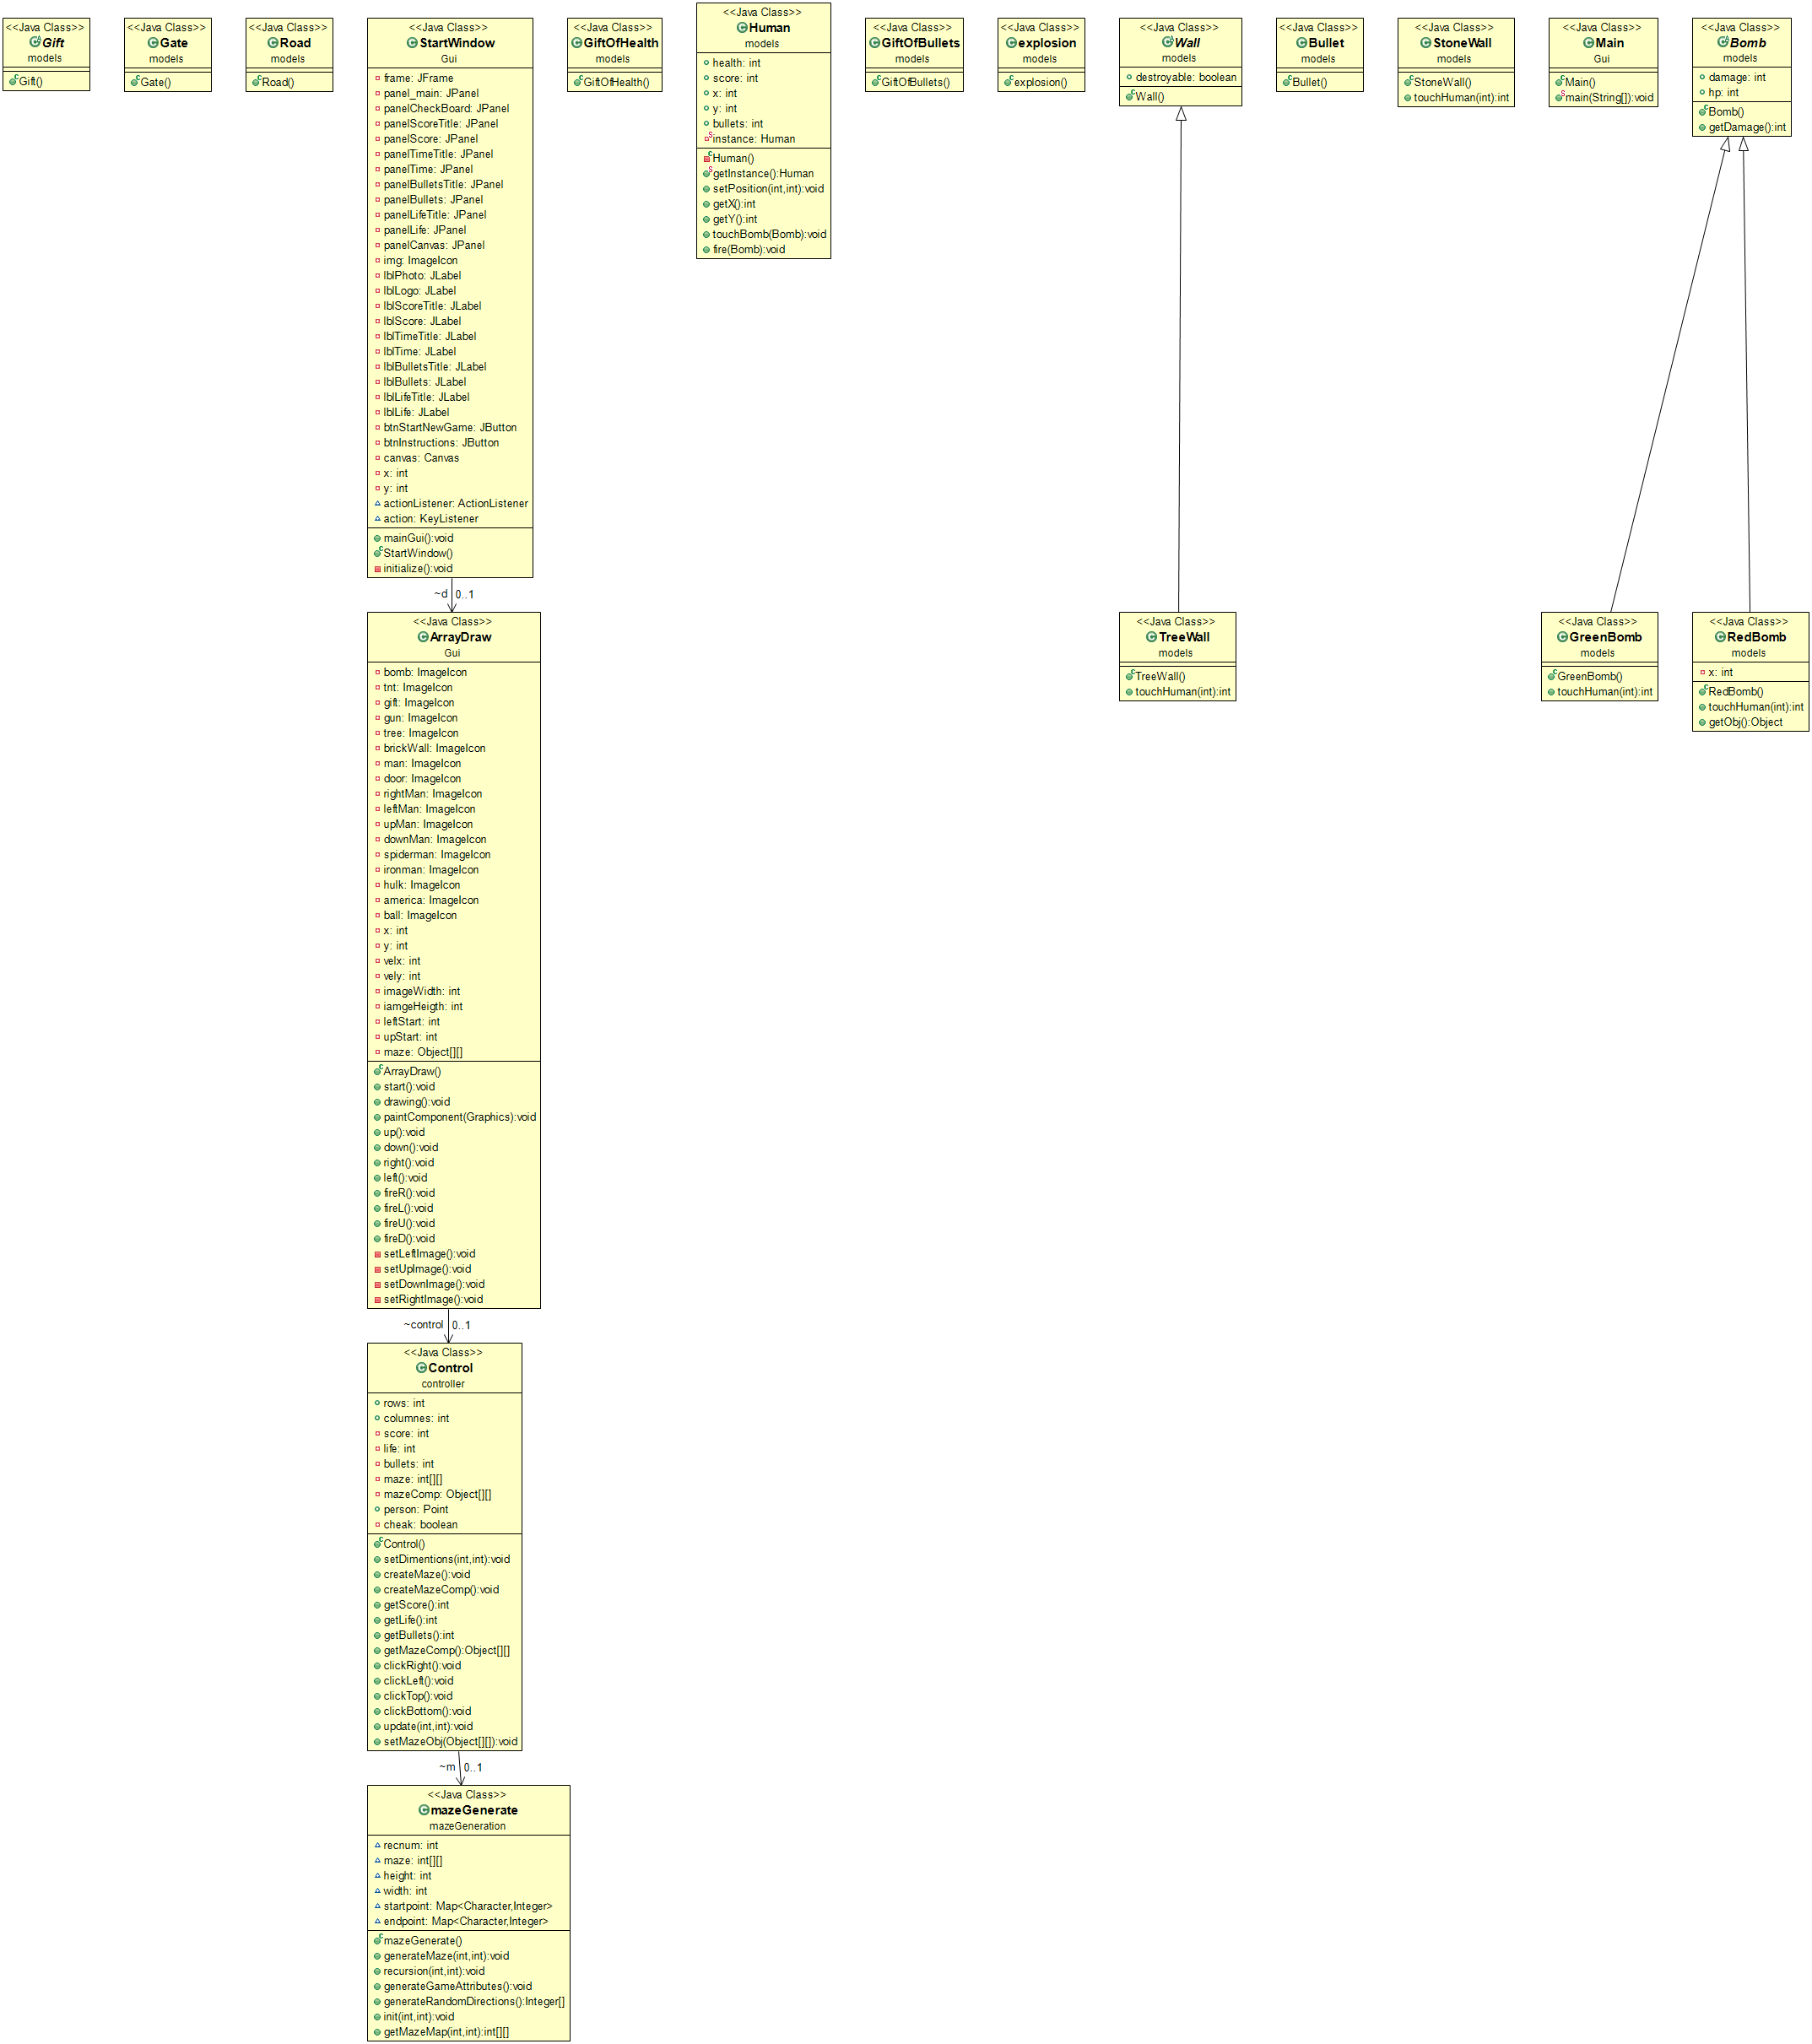 <<Java Class>>
Gift
models
Gift()
<<Java Class>>
Gate
models
Gate()
<<Java Class>>
Road
models
Road()
<<Java Class>>
StartWindow
Gui
frame: JFrame
panel_main: JPanel
panelCheckBoard: JPanel
panelScoreTitle: JPanel
panelScore: JPanel
panelTimeTitle: JPanel
panelTime: JPanel
panelBulletsTitle: JPanel
panelBullets: JPanel
panelLifeTitle: JPanel
panelLife: JPanel
panelCanvas: JPanel
img: ImageIcon
lblPhoto: JLabel
lblLogo: JLabel
lblScoreTitle: JLabel
lblScore: JLabel
lblTimeTitle: JLabel
lblTime: JLabel
lblBulletsTitle: JLabel
lblBullets: JLabel
lblLifeTitle: JLabel
lblLife: JLabel
btnStartNewGame: JButton
btnInstructions: JButton
canvas: Canvas
x: int
y: int
actionListener: ActionListener
action: KeyListener
mainGui():void
StartWindow()
initialize():void
<<Java Class>>
GiftOfHealth
models
GiftOfHealth()
<<Java Class>>
Human
models
health: int
score: int
x: int
y: int
bullets: int
instance: Human
Human()
getInstance():Human
setPosition(int,int):void
getX():int
getY():int
touchBomb(Bomb):void
fire(Bomb):void
<<Java Class>>
GiftOfBullets
models
GiftOfBullets()
<<Java Class>>
explosion
models
explosion()
<<Java Class>>
Wall
models
destroyable: boolean
Wall()
<<Java Class>>
Bullet
models
Bullet()
<<Java Class>>
StoneWall
models
StoneWall()
touchHuman(int):int
<<Java Class>>
Main
Gui
Main()
main(String[]):void
<<Java Class>>
Bomb
models
damage: int
hp: int
Bomb()
getDamage():int
~d 0..1
<<Java Class>>
ArrayDraw
Gui
bomb: ImageIcon
tnt: ImageIcon
gift: ImageIcon
gun: ImageIcon
tree: ImageIcon
brickWall: ImageIcon
man: ImageIcon
door: ImageIcon
rightMan: ImageIcon
leftMan: ImageIcon
upMan: ImageIcon
downMan: ImageIcon
spiderman: ImageIcon
ironman: ImageIcon
hulk: ImageIcon
america: ImageIcon
ball: ImageIcon
x: int
y: int
velx: int
vely: int
imageWidth: int
iamgeHeigth: int
leftStart: int
upStart: int
maze: Object[][]
ArrayDraw()
start():void
drawing():void
paintComponent(Graphics):void
up():void
down():void
right():void
left():void
fireR():void
fireL():void
fireU():void
fireD():void
setLeftImage():void
setUpImage():void
setDownImage():void
setRightImage():void
<<Java Class>>
TreeWall
models
TreeWall()
touchHuman(int):int
<<Java Class>>
GreenBomb
models
GreenBomb()
touchHuman(int):int
<<Java Class>>
RedBomb
models
x: int
RedBomb()
touchHuman(int):int
getObj():Object
~control 0..1
<<Java Class>>
Control
controller
rows: int
columnes: int
score: int
life: int
bullets: int
maze: int[][]
mazeComp: Object[][]
person: Point
cheak: boolean
Control()
setDimentions(int,int):void
createMaze():void
createMazeComp():void
getScore():int
getLife():int
getBullets():int
getMazeComp():Object[][]
clickRight():void
clickLeft():void
clickTop():void
clickBottom():void
update(int,int):void
setMazeObj(Object[][]):void
~m 0..1
<<Java Class>>
mazeGenerate
mazeGeneration
recnum: int
maze: int[][]
height: int
width: int
startpoint: Map<Character,Integer>
endpoint: Map<Character,Integer>
mazeGenerate()
generateMaze(int,int):void
recursion(int,int):void
generateGameAttributes():void
generateRandomDirections():Integer[]
init(int,int):void
getMazeMap(int,int):int[][]